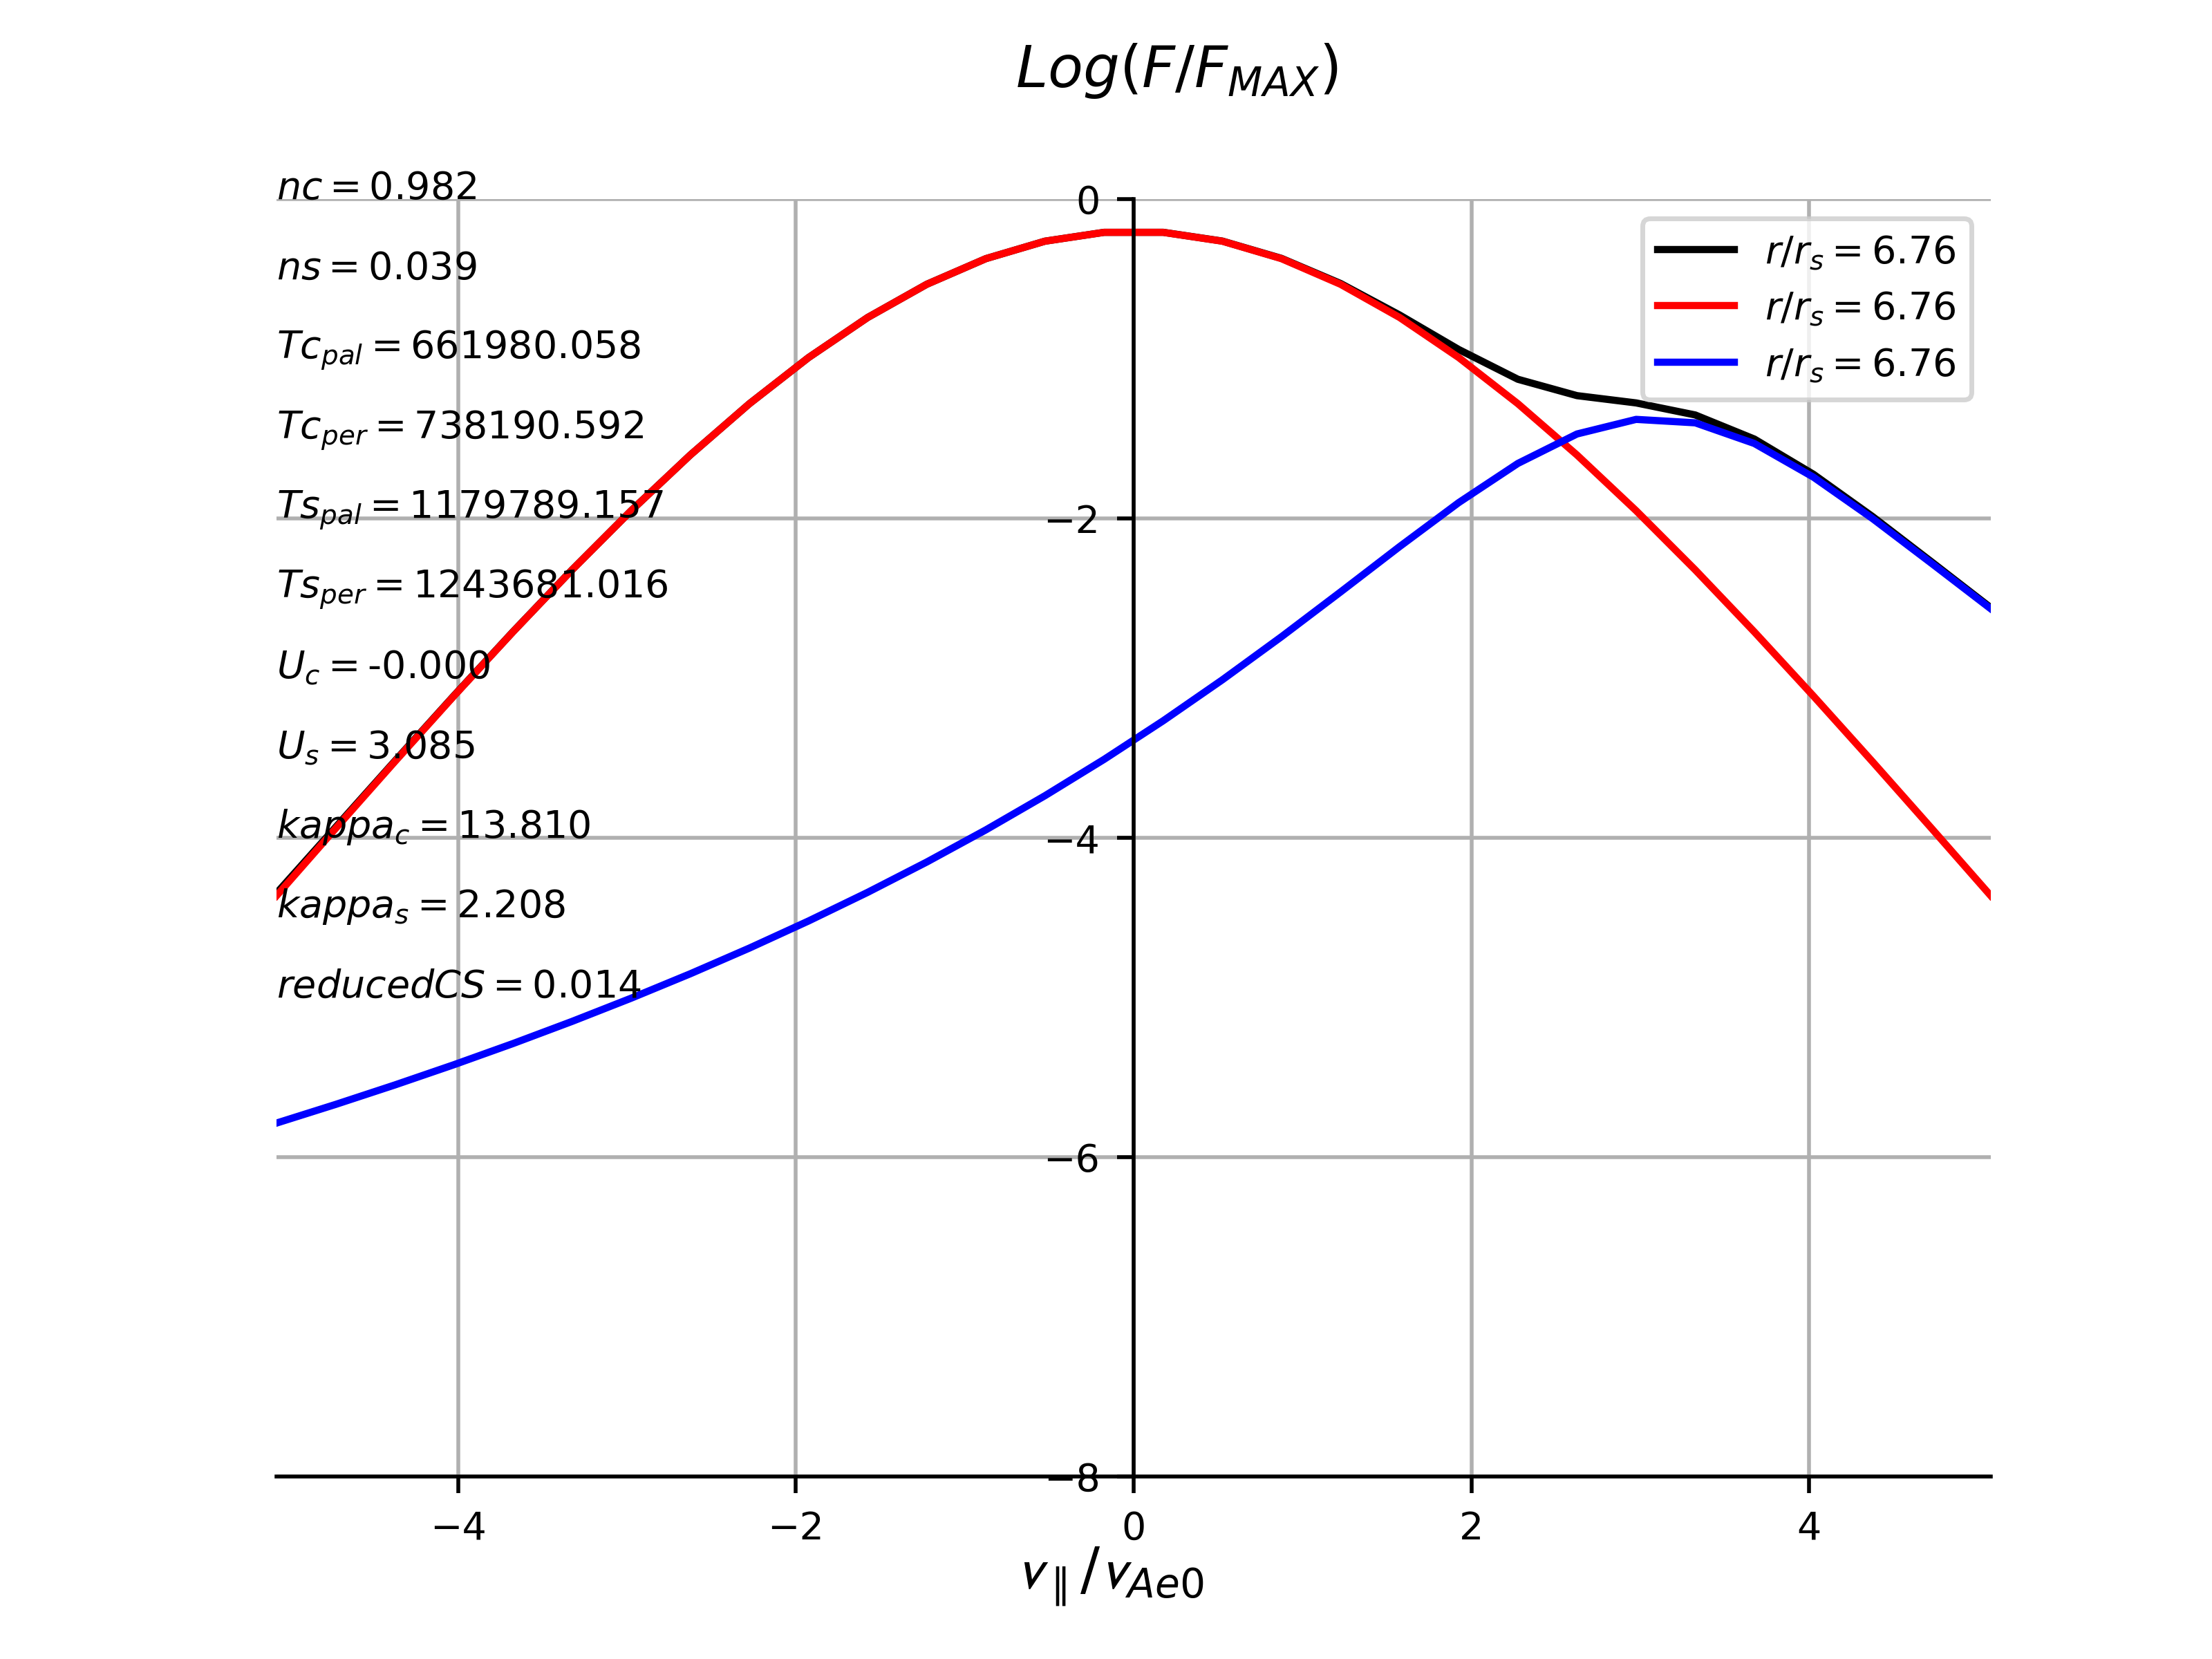 Log(F/F_MAX)
nc = 0.982
ns = 0.039
Tc_pal = 661980.058
Tc_per = 738190.592
Ts_pal = 1179789.157
Ts_per = 1243681.016
U_c = -0.000
U_s = 3.085
kappa_c = 13.810
kappa_s = 2.208
reducedCS = 0.014
r/r_s = 6.76
r/r_s = 6.76
r/r_s = 6.76
0
−2
−4
−6
−8
−4 −2 0 2 4
v_∥/v_Ae0